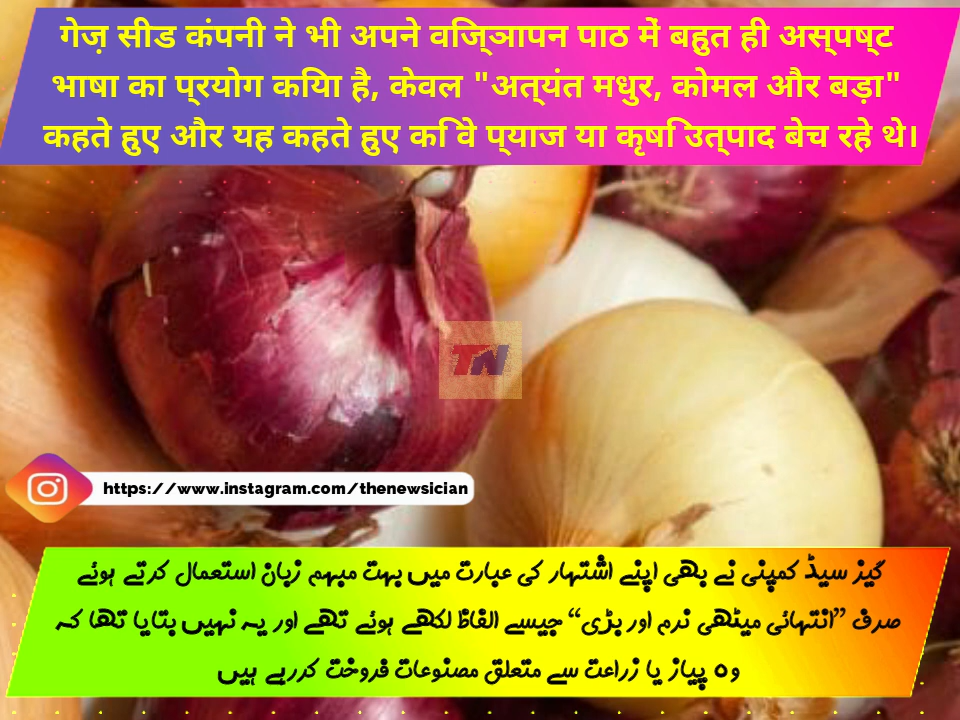 गेज़ सीड कंपनी ने भी अपने विज्ञापन पाठ में बहुत ही अस्पष्ट
भाषा का प्रयोग किया है, केवल "अत्यंत मधुर, कोमल और बड़ा"
कहते हुए और यह कहते हुए कि वे प्याज या कृषि उत्पाद बेच रहे थे।
TN
https://www.instagram.com/thenewsician
گیز سیڈ کمپنی نے بھی اپنے اشتہار کی عبارت میں بہت مبہم زبان استعمال کرتے ہوئے
صرف ”انتہائی میٹھی نرم اور بڑی“ جیسے الفاظ لکھے ہوئے تھے اور یہ نہیں بتایا تھا کہ
وہ پیاز یا زراعت سے متعلق مصنوعات فروخت کررہے ہیں